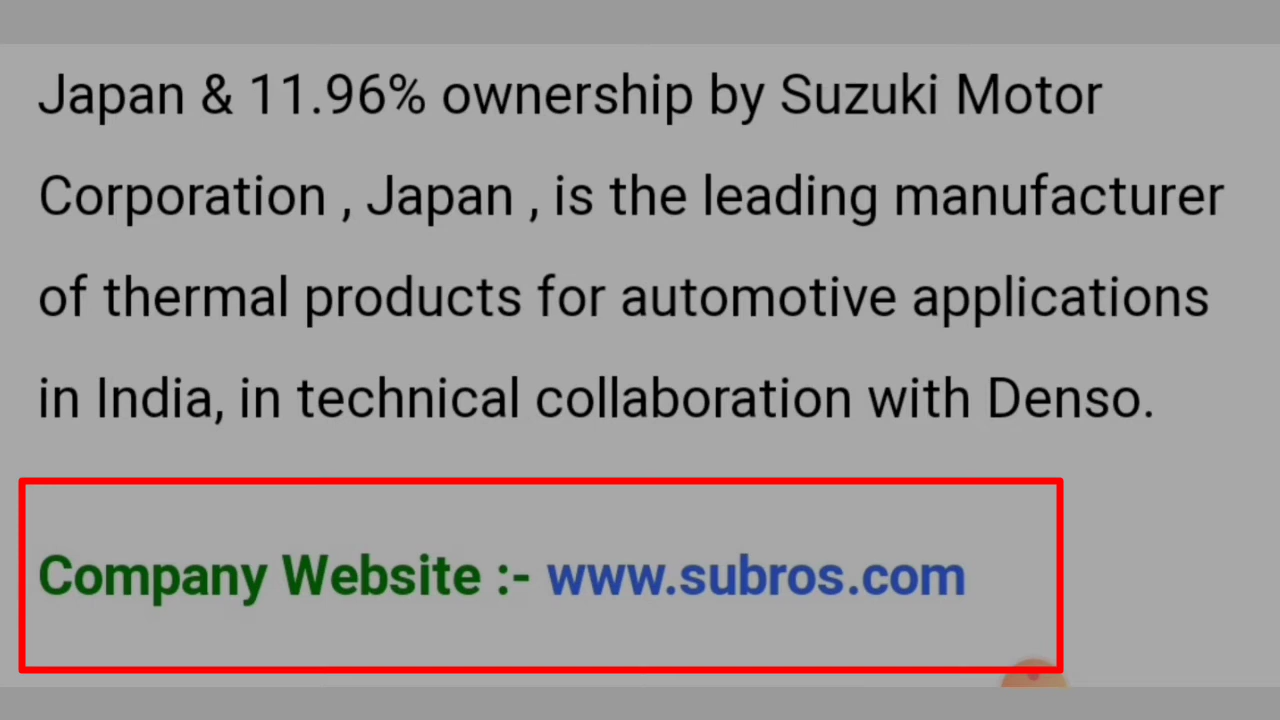 Japan & 11.96% ownership by Suzuki Motor
Corporation , Japan , is the leading manufacturer
of thermal products for automotive applications
in India, in technical collaboration with Denso.
Company Website :- www.subros.com